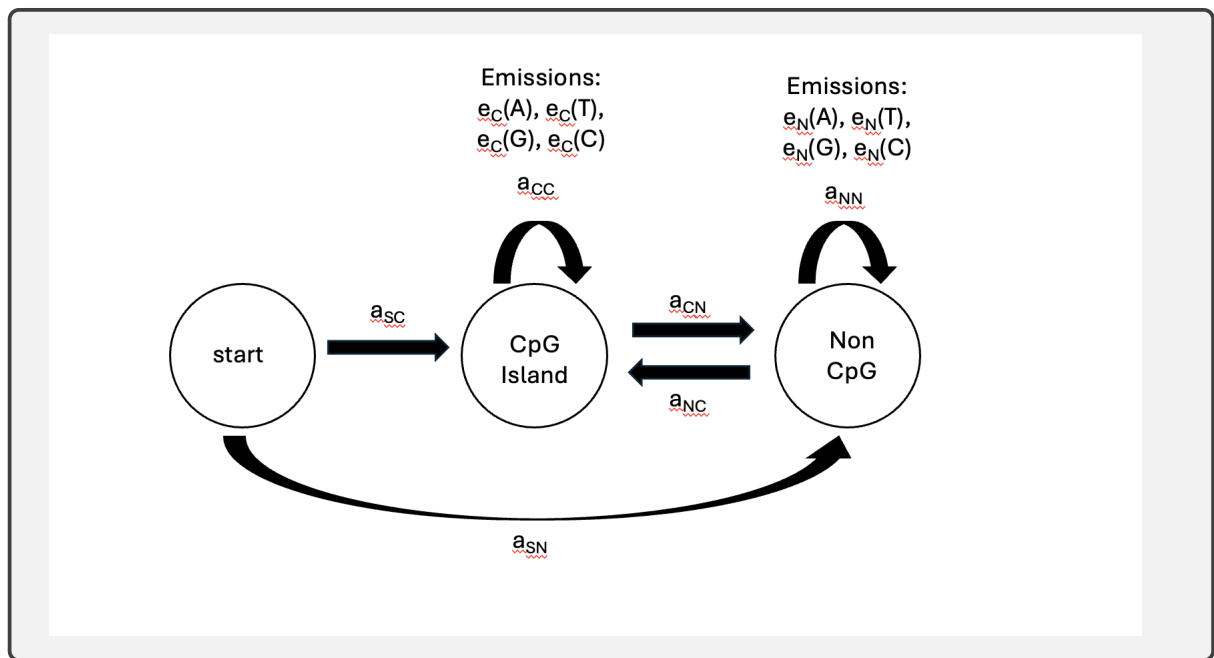 Emissions:
eC(A), eC(T),
eC(G), eC(C)
aCC
Emissions:
eN(A), eN(T),
eN(G), eN(C)
aNN
start
aSC
CpG
Island
aCN
aNC
Non
CpG
aSN